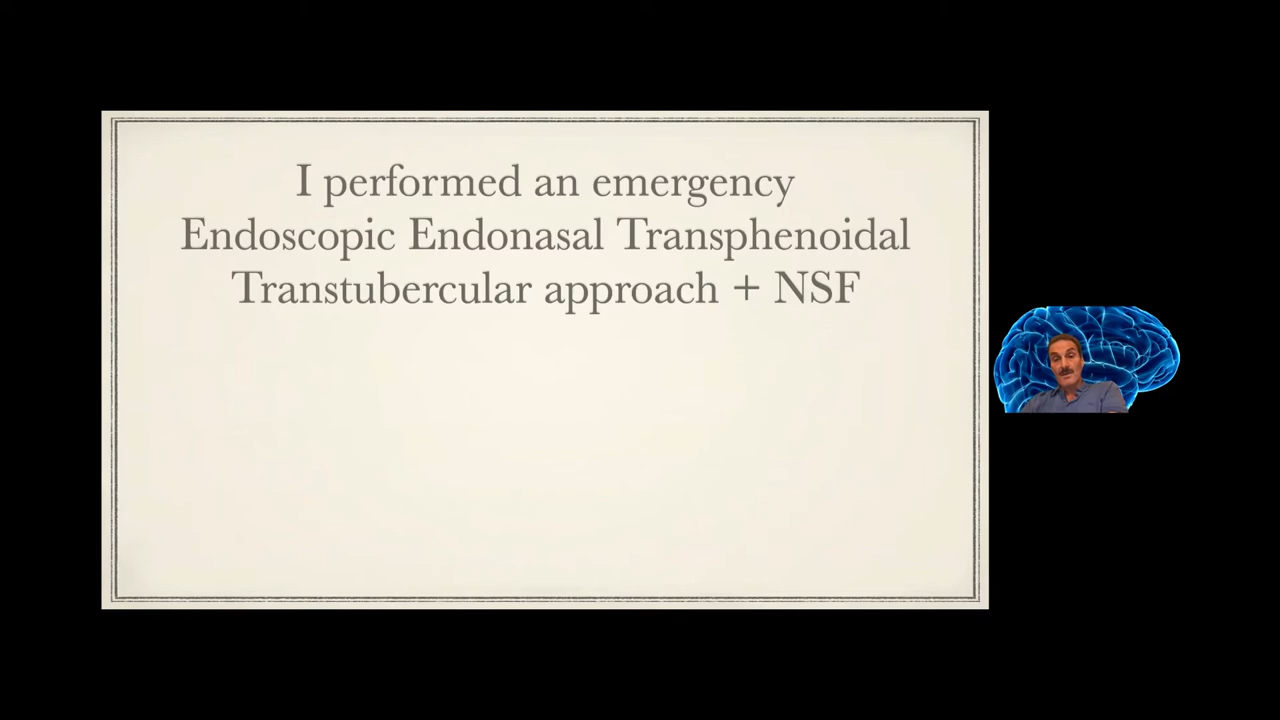 I performed an emergency
Endoscopic Endonasal Transphenoidal
Transtubercular approach + NSF